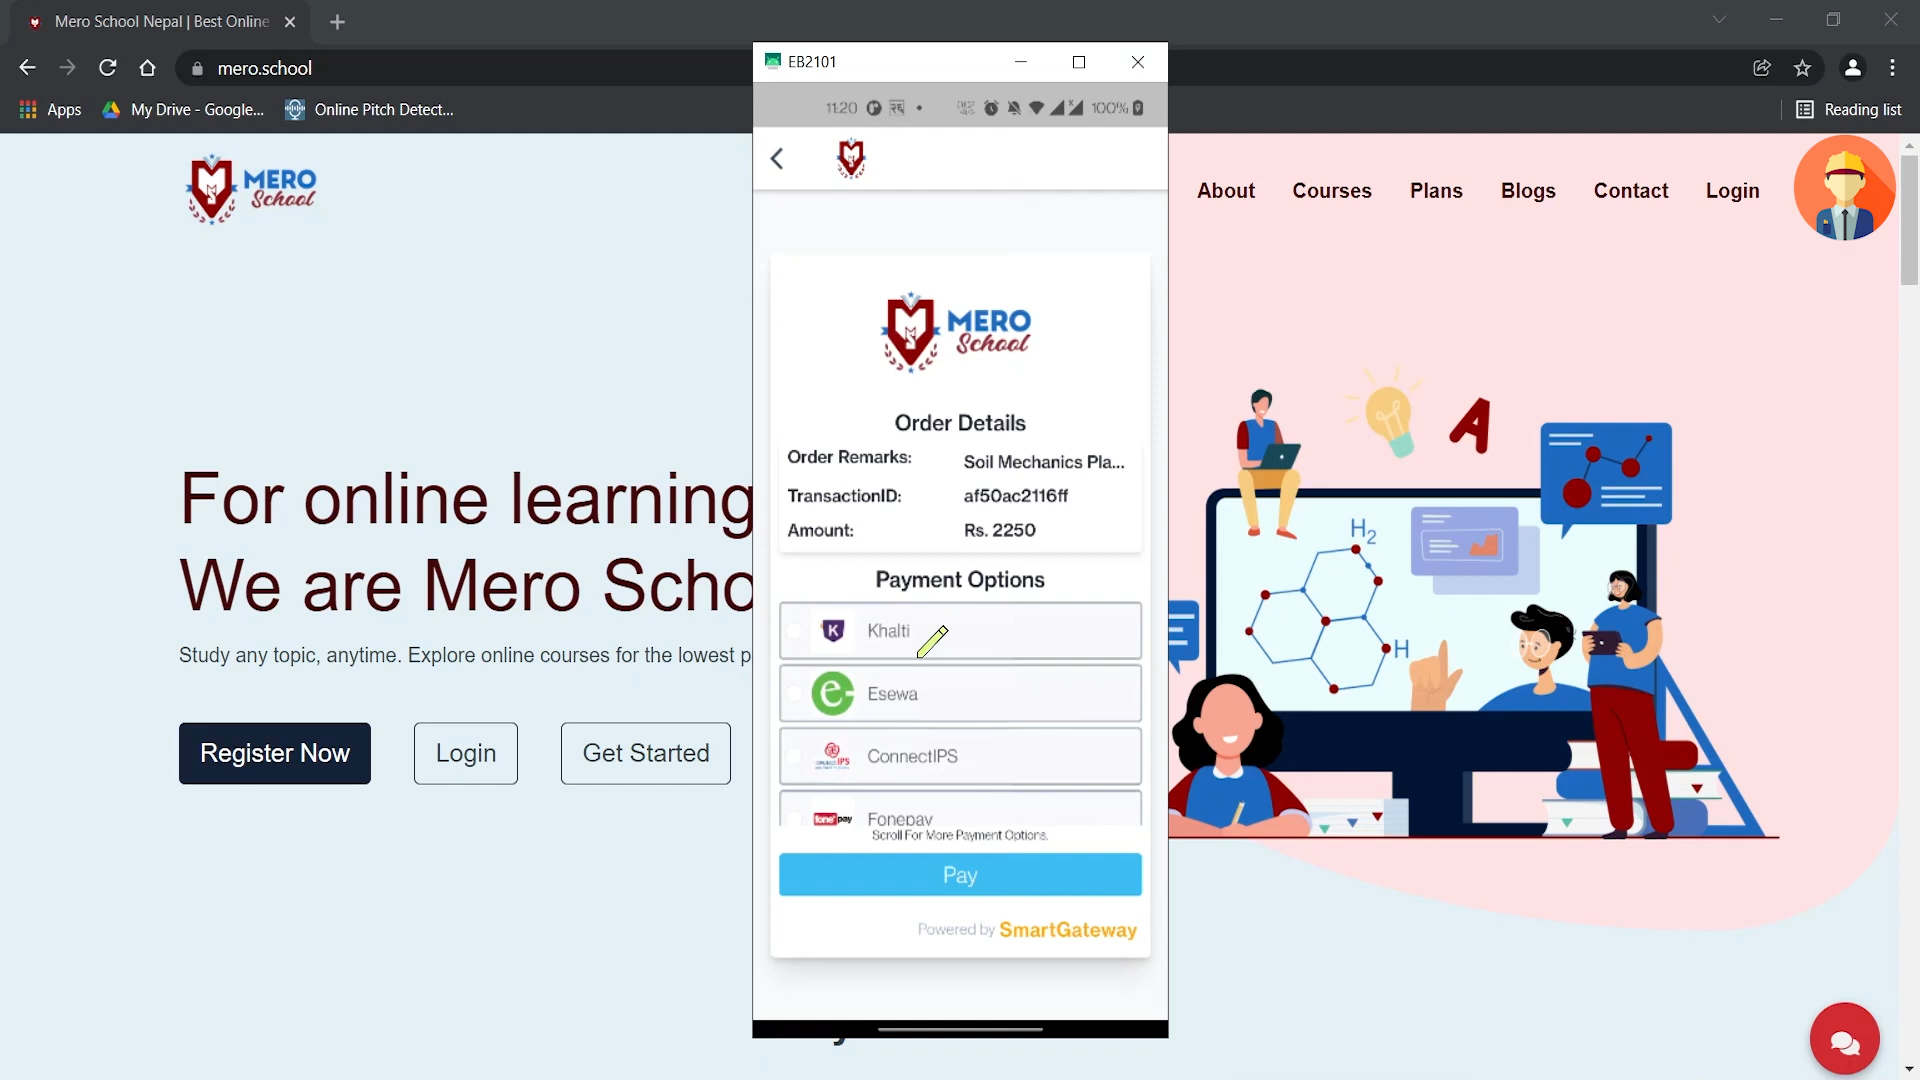 Mero School Nepal | Best Online
mero.school
Apps
My Drive - Google...
Online Pitch Detect...
Reading list
EB2101
11:20
100%
MERO
School
About
Courses
Plans
Blogs
Contact
Login
For online learning
We are Mero Scho
Study any topic, anytime. Explore online courses for the lowest p
Register Now
Login
Get Started
MERO
School
Order Details
Order Remarks: Soil Mechanics Pla...
TransactionID: af50ac2116ff
Amount: Rs. 2250
Payment Options
K Khalti
e Esewa
IPS ConnectIPS
fonepay Fonepay
Scroll For More Payment Options.
Pay
Powered by SmartGateway
A
H2
H